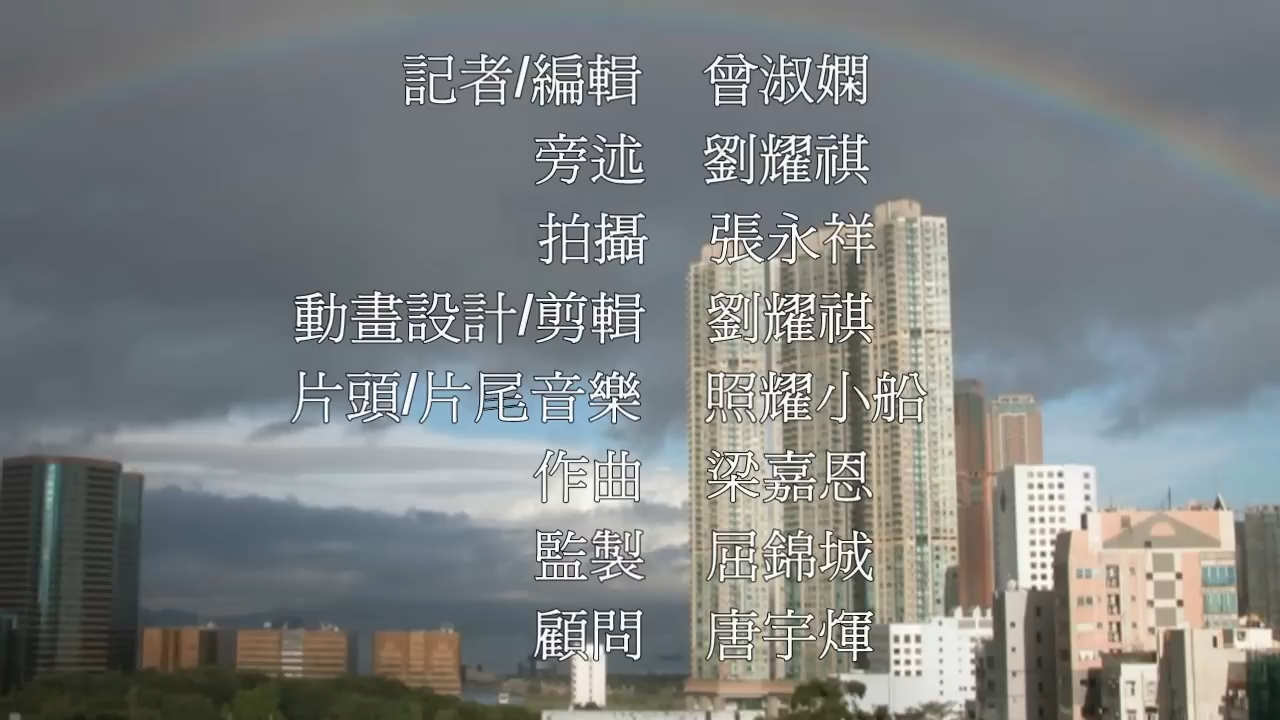 記者/編輯 曾淑嫻
旁述 劉耀祺
拍攝 張永祥
動畫設計/剪輯 劉耀祺
片頭/片尾音樂 照耀小船
作曲 梁嘉恩
監製 屈錦城
顧問 唐宇煇